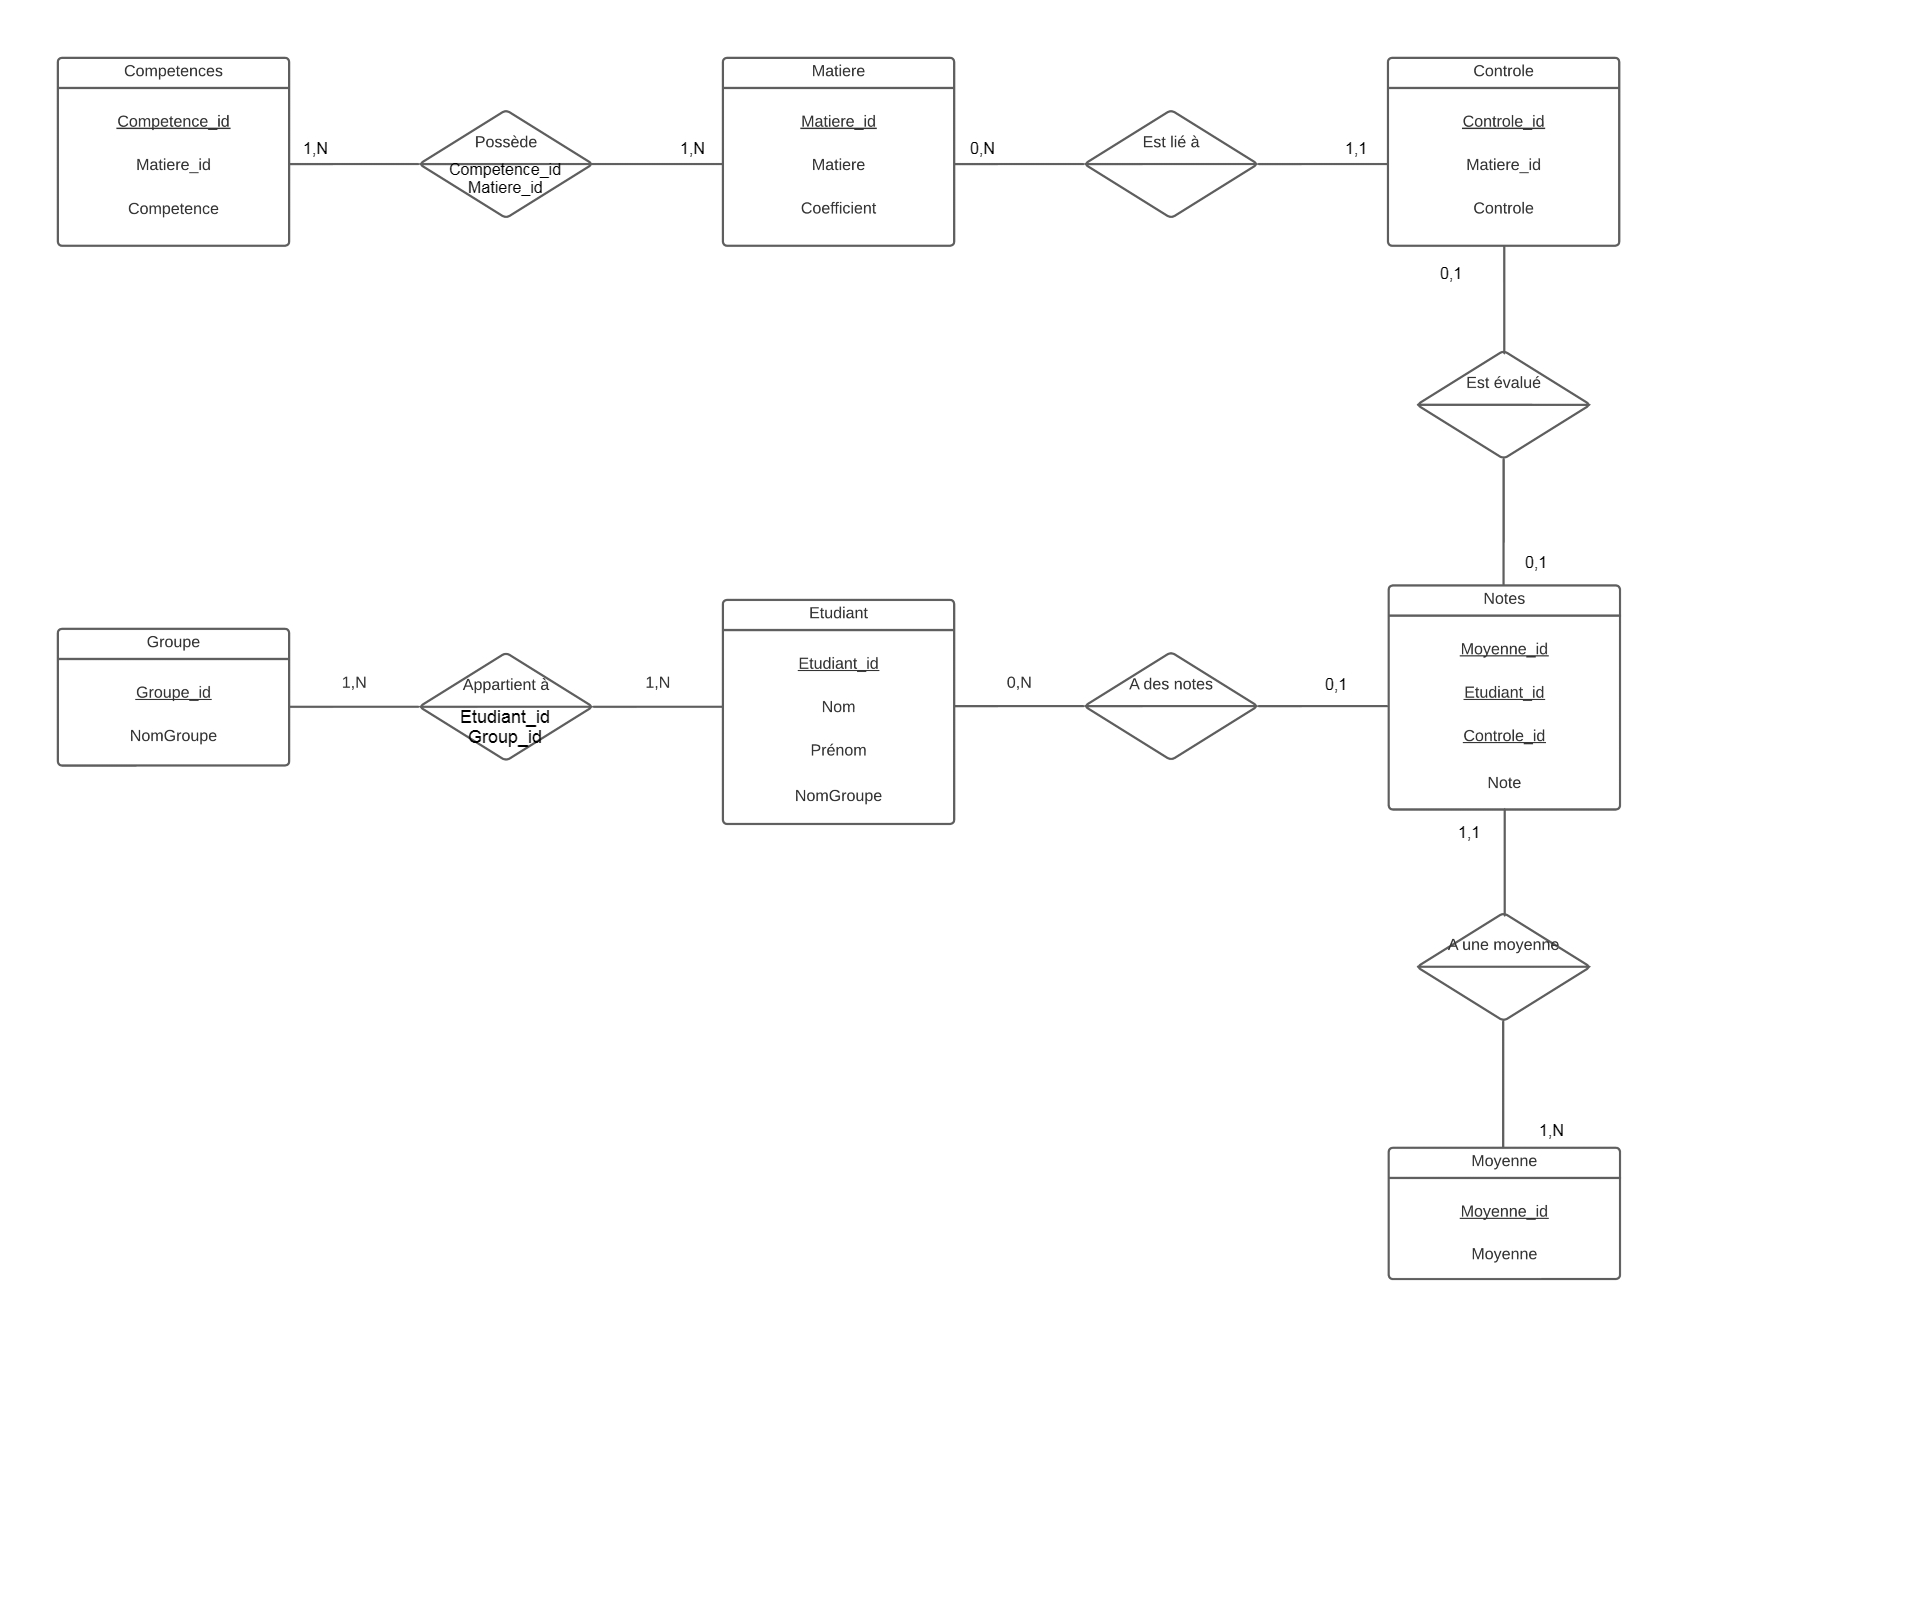 Competences
Competence_id
Matiere_id
Competence
1,N
Possède
Competence_id
Matiere_id
1,N
Matiere
Matiere_id
Matiere
Coefficient
0,N
Est lié à
1,1
Controle
Controle_id
Matiere_id
Controle
0,1
Est évalué
0,1
Groupe
Groupe_id
NomGroupe
1,N
Appartient à
Etudiant_id
Group_id
1,N
Etudiant
Etudiant_id
Nom
Prénom
NomGroupe
0,N
A des notes
0,1
Notes
Moyenne_id
Etudiant_id
Controle_id
Note
1,1
A une moyenne
1,N
Moyenne
Moyenne_id
Moyenne